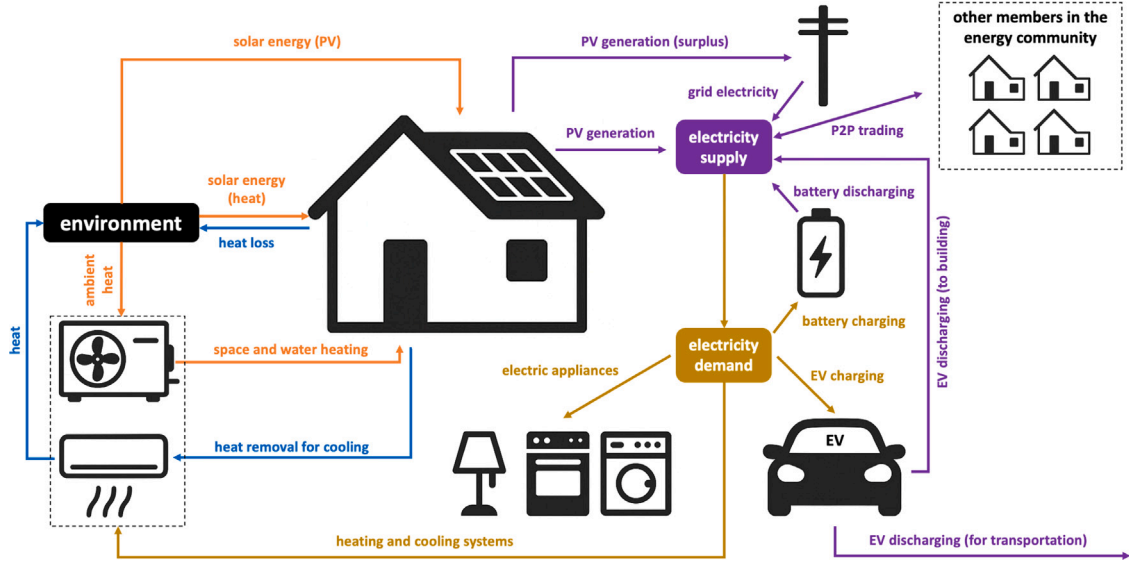 solar energy (PV)
PV generation (surplus)
other members in the
energy community
grid electricity
PV generation
electricity
supply
P2P trading
solar energy
(heat)
battery discharging
environment
heat loss
ambient
heat
EV discharging (to building)
battery charging
heat
space and water heating
electricity
demand
electric appliances
EV charging
EV
heat removal for cooling
heating and cooling systems
EV discharging (for transportation)